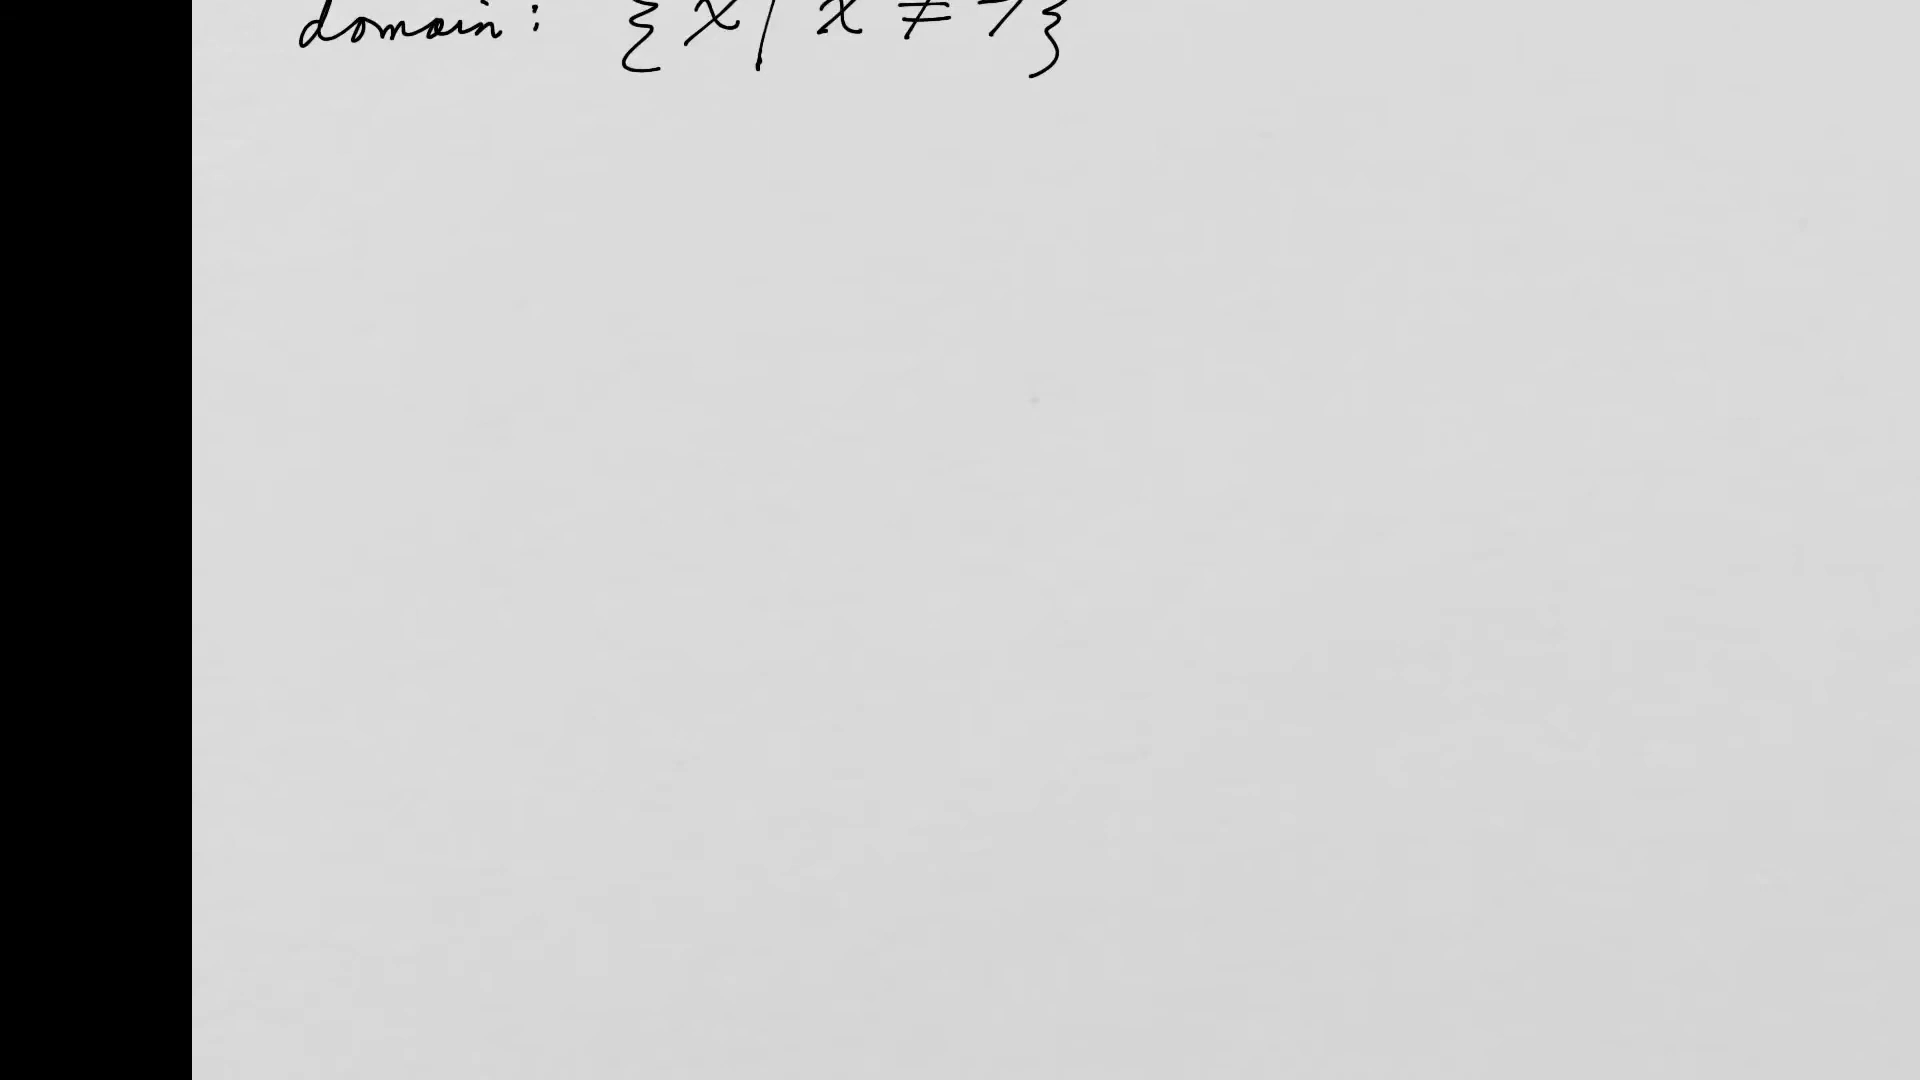 domain: {x | x ≠ 7}